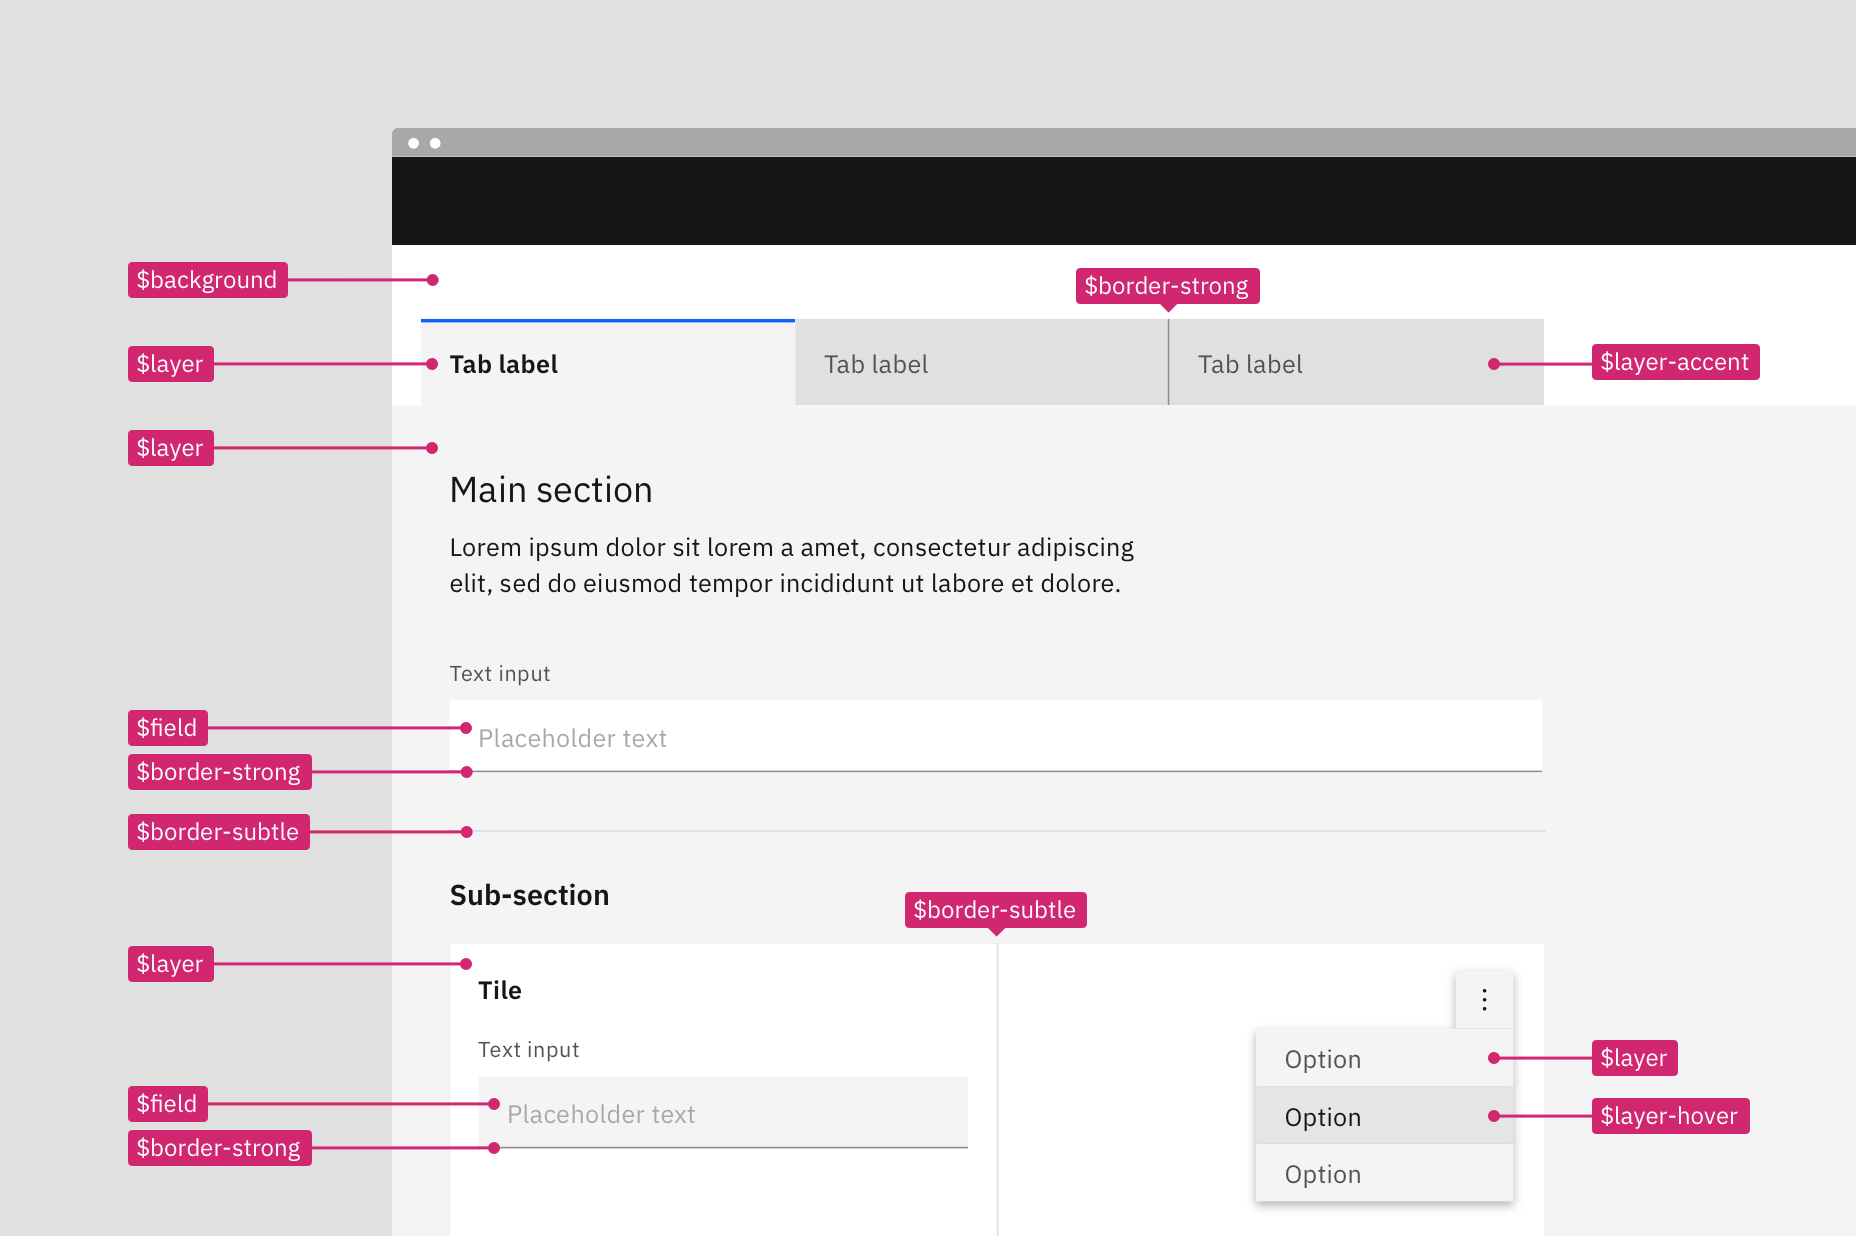 $background
$border-strong
$layer
Tab label
Tab label
Tab label
$layer-accent
$layer
Main section
Lorem ipsum dolor sit lorem a amet, consectetur adipiscing
elit, sed do eiusmod tempor incididunt ut labore et dolore.
Text input
$field
Placeholder text
$border-strong
$border-subtle
Sub-section
$border-subtle
$layer
Tile
Text input
Option
$layer
$field
Placeholder text
Option
$layer-hover
$border-strong
Option